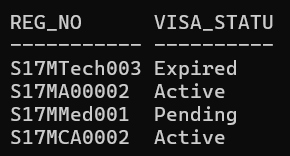 REG_NO      VISA_STATU
----------- ----------
S17MTech003 Expired
S17MA00002  Active
S17MMed001  Pending
S17MCA0002  Active